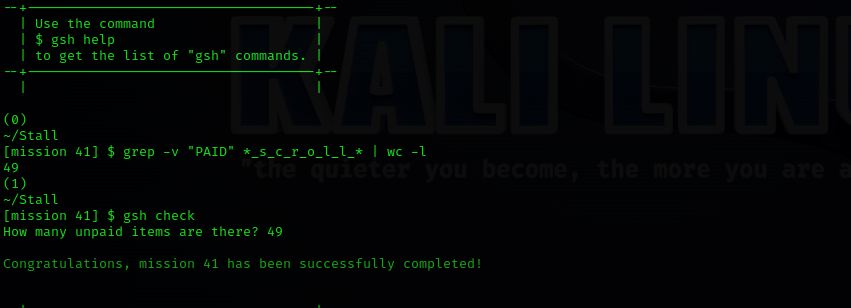 --+------------------------------------+--
| Use the command |
| $ gsh help |
| to get the list of "gsh" commands. |
--+------------------------------------+--
| |
(0)
~/Stall
[mission 41] $ grep -v "PAID" *_s_c_r_o_l_l_* | wc -l
49
(1)
~/Stall
[mission 41] $ gsh check
How many unpaid items are there? 49
Congratulations, mission 41 has been successfully completed!
KALI LINU
"the quieter you become, the more you are a